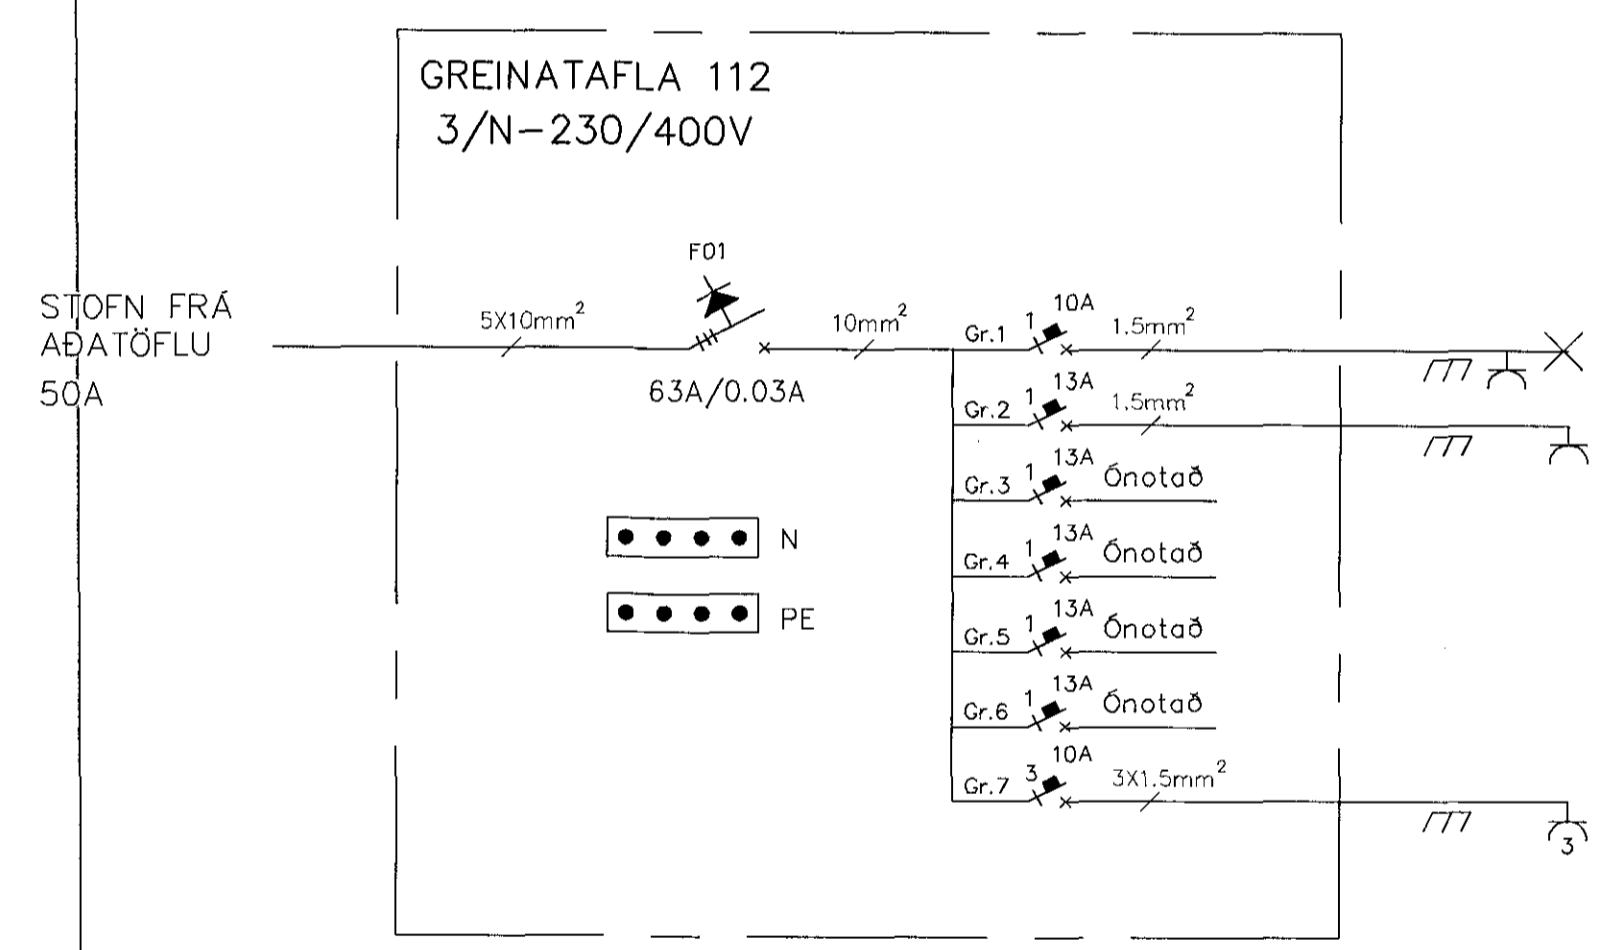 GREINATAFLA 112
3/N-230/400V
STOFN FRÁ
AÐATÖFLU
50A
5X10mm²
F01
63A/0.03A
10mm²
Gr.1 1 10A 1.5mm²
Gr.2 1 13A 1.5mm²
Gr.3 1 13A Ónotað
Gr.4 1 13A Ónotað
Gr.5 1 13A Ónotað
Gr.6 1 13A Ónotað
Gr.7 3 10A 3X1.5mm²
3
N
PE